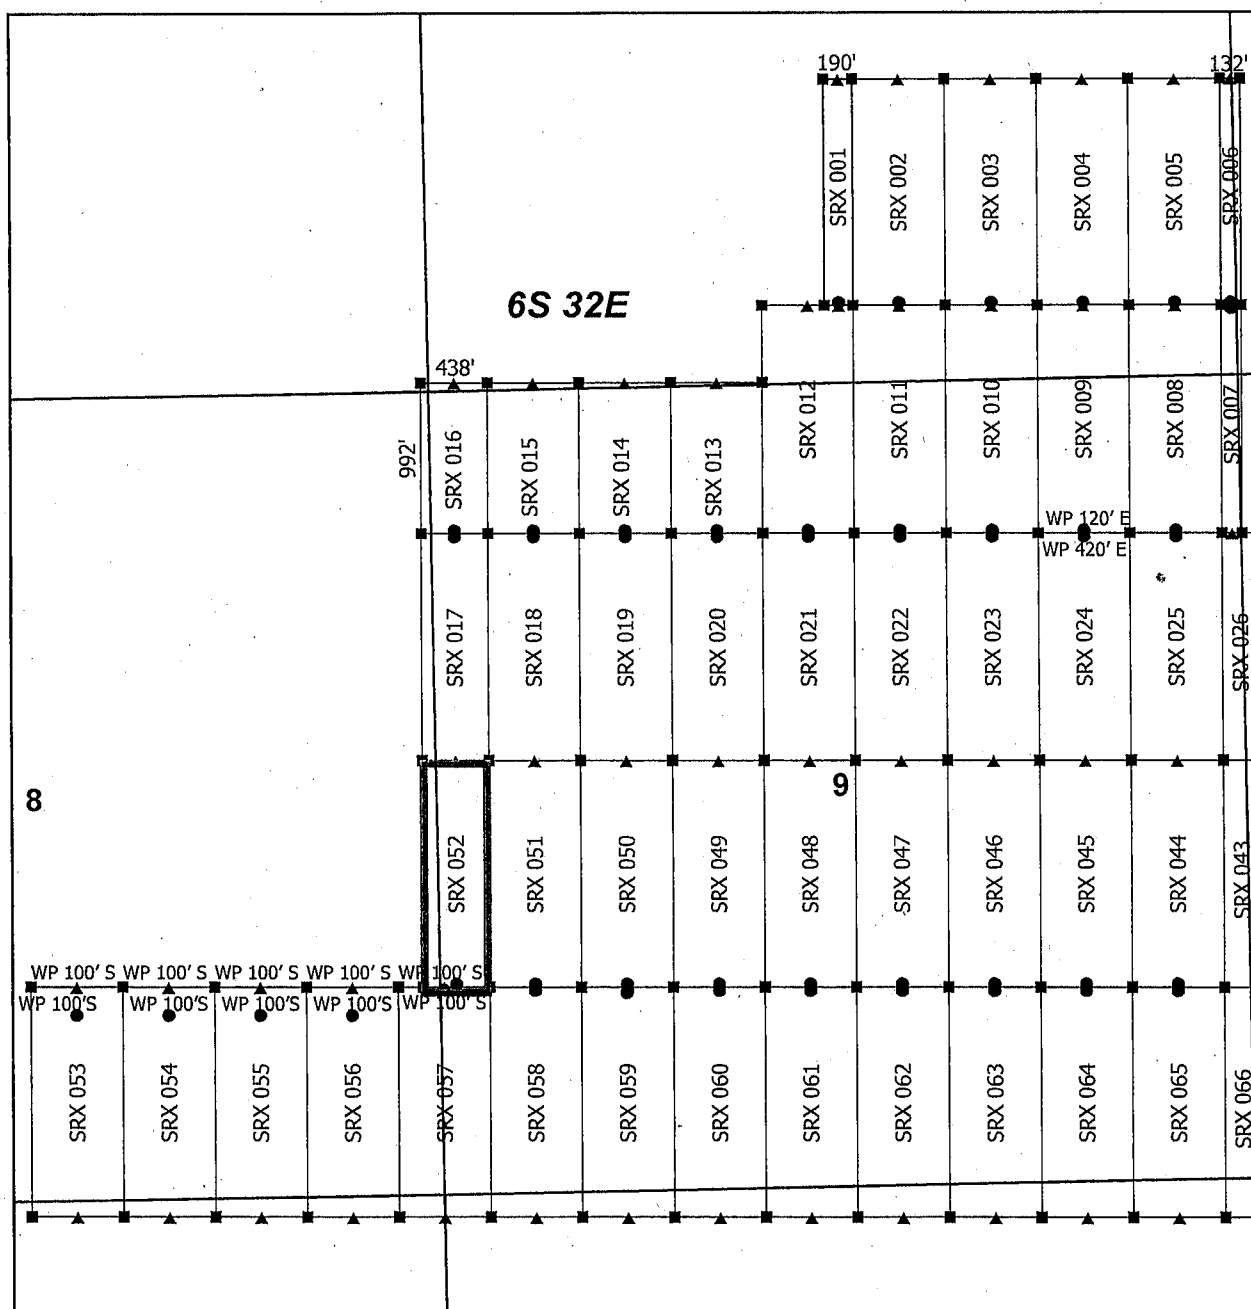 190' 132'
SRX 001
SRX 002
SRX 003
SRX 004
SRX 005
SRX 006
6S 32E
438'
992'
SRX 016
SRX 015
SRX 014
SRX 013
SRX 012
SRX 011
SRX 010
SRX 009
SRX 008
SRX 007
WP 120' E
WP 420' E
SRX 017
SRX 018
SRX 019
SRX 020
SRX 021
SRX 022
SRX 023
SRX 024
SRX 025
SRX 026
8
9
SRX 052
SRX 051
SRX 050
SRX 049
SRX 048
SRX 047
SRX 046
SRX 045
SRX 044
SRX 043
WP 100' S WP 100' S WP 100' S WP 100' S WP 100' S
WP 100'S WP 100'S WP 100'S WP 100'S WP 100' S
SRX 053
SRX 054
SRX 055
SRX 056
SRX 057
SRX 058
SRX 059
SRX 060
SRX 061
SRX 062
SRX 063
SRX 064
SRX 065
SRX 066